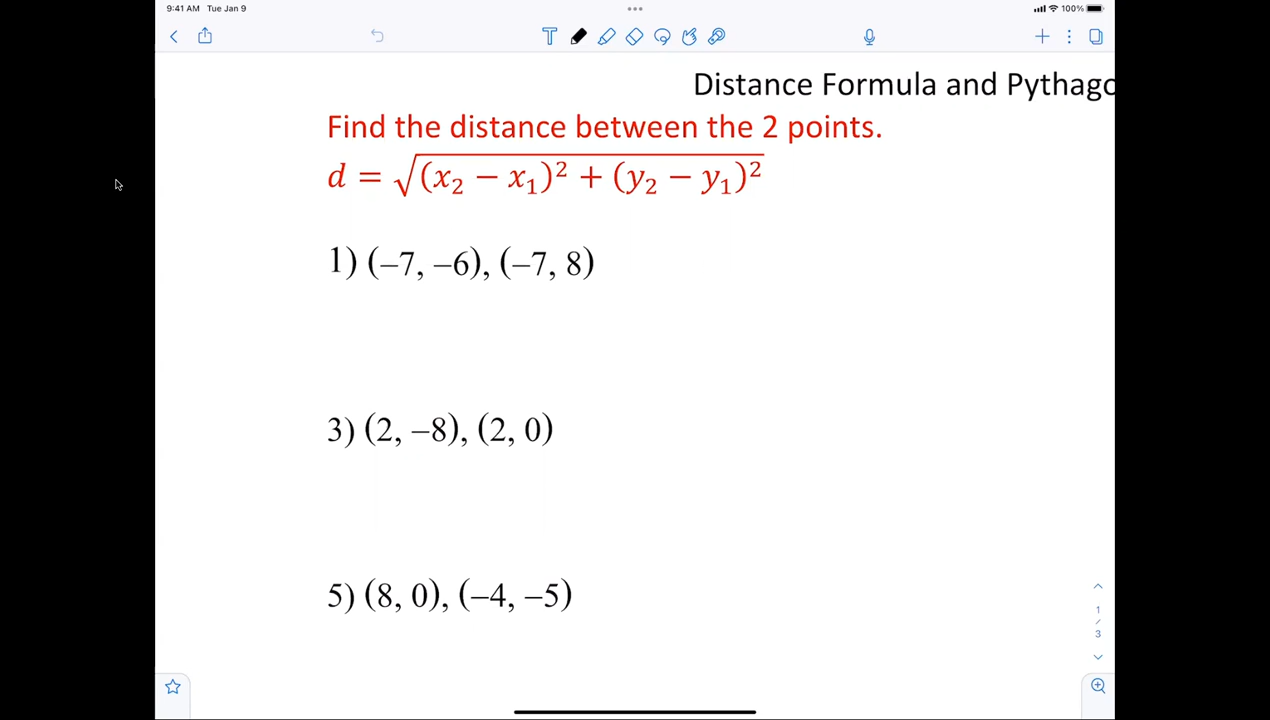 9:41 AM Tue Jan 9
100%
Distance Formula and Pythago
Find the distance between the 2 points.
d = √(x₂ − x₁)² + (y₂ − y₁)²
1) (–7, –6), (–7, 8)
3) (2, –8), (2, 0)
5) (8, 0), (–4, –5)
1
/
3